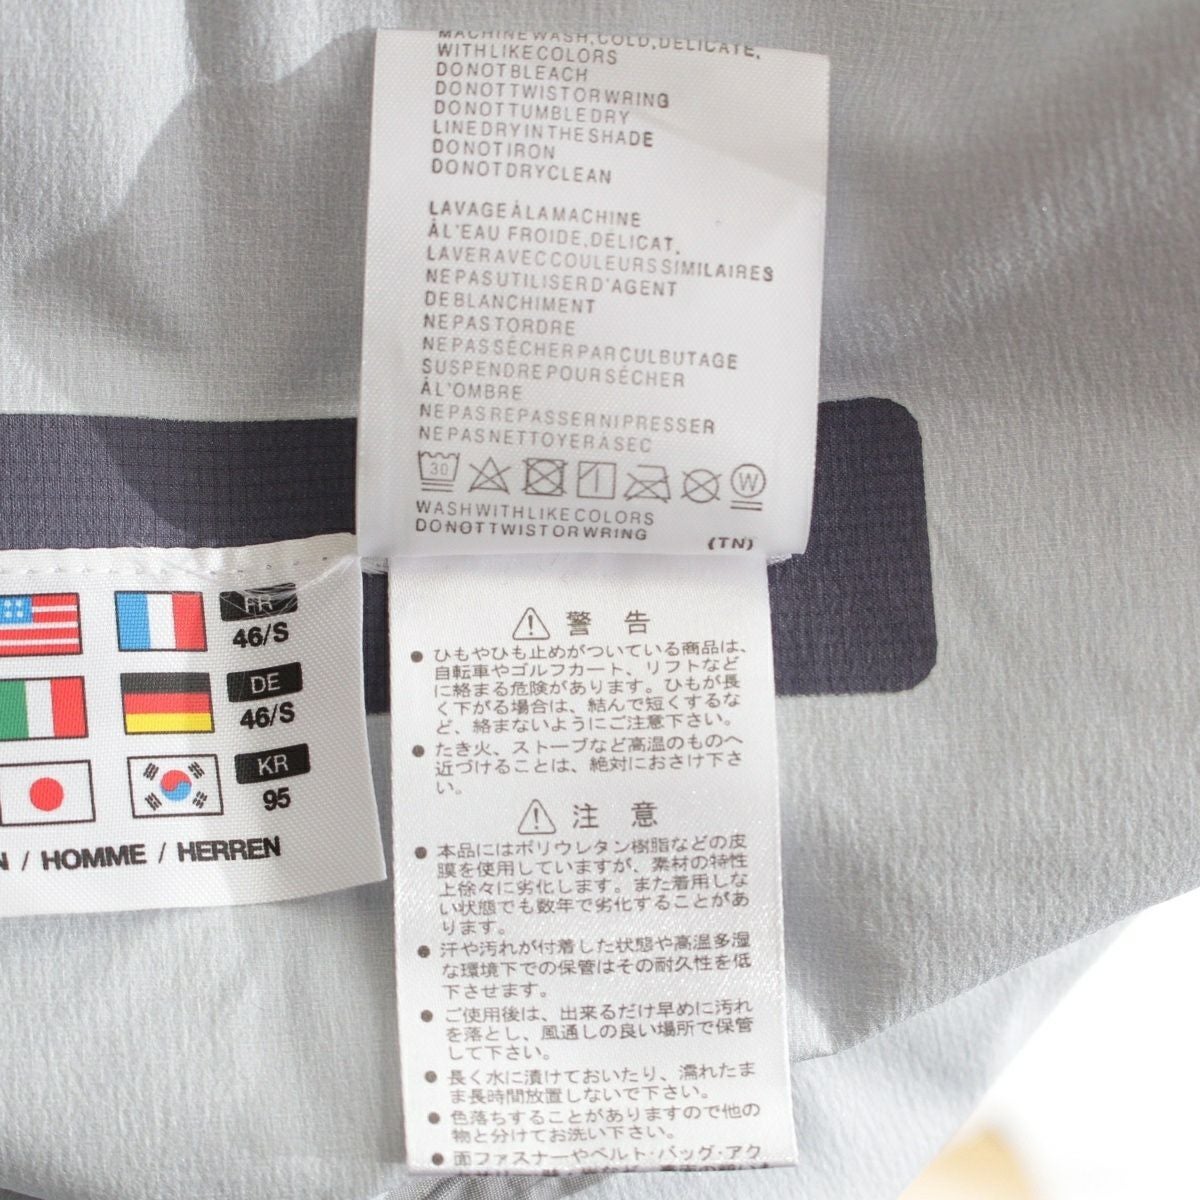 MACHINE WASH, COLD, DELICATE,
WITH LIKE COLORS
DO NOT BLEACH
DO NOT TWIST OR WRING
DO NOT TUMBLE DRY
LINE DRY IN THE SHADE
DO NOT IRON
DO NOT DRY CLEAN
LAVAGE À LA MACHINE
À L'EAU FROIDE, DÉLICAT,
LAVER AVEC COULEURS SIMILAIRES
NE PAS UTILISER D'AGENT
DE BLANCHIMENT
NE PAS TORDRE
NE PAS SÉCHER PAR CULBUTAGE
SUSPENDRE POUR SÉCHER
À L'OMBRE
NE PAS REPASSER NI PRESSER
NE PAS NETTOYER À SEC
30
W
WASH WITH LIKE COLORS
DO NOT TWIST OR WRING
(TN)
FR
46/S
DE
46/S
KR
95
N / HOMME / HERREN
警告
● ひもやひも止めがついている商品は、
自転車やゴルフカート、リフトなど
に絡まる危険があります。ひもが長
く下がる場合は、結んで短くするな
ど、絡まないようにご注意下さい。
● たき火、ストーブなど高温のものへ
近づけることは、絶対におさけ下さ
い。
注意
● 本品にはポリウレタン樹脂などの皮
膜を使用していますが、素材の特性
上徐々に劣化します。また着用しな
い状態でも数年で劣化することがあ
ります。
● 汗や汚れが付着した状態や高温多湿
な環境下での保管はその耐久性を低
下させます。
● ご使用後は、出来るだけ早めに汚れ
を落とし、風通しの良い場所で保管
して下さい。
● 長く水に漬けておいたり、濡れたま
ま長時間放置しないで下さい。
● 色落ちすることがありますので他の
物と分けてお洗い下さい。
● 面ファスナーやベルト・バッグ・アク